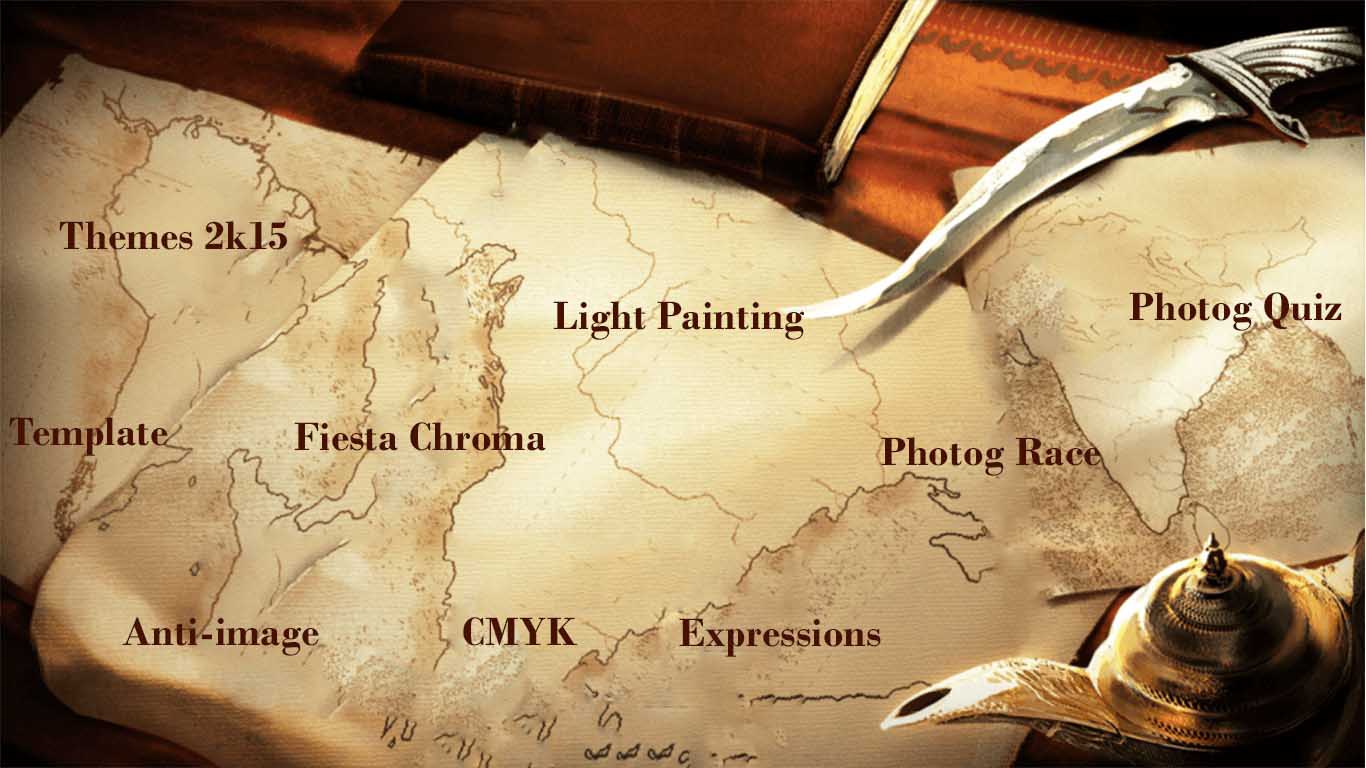 Themes 2k15
Light Painting
Photog Quiz
Template
Fiesta Chroma
Photog Race
Anti-image
CMYK
Expressions